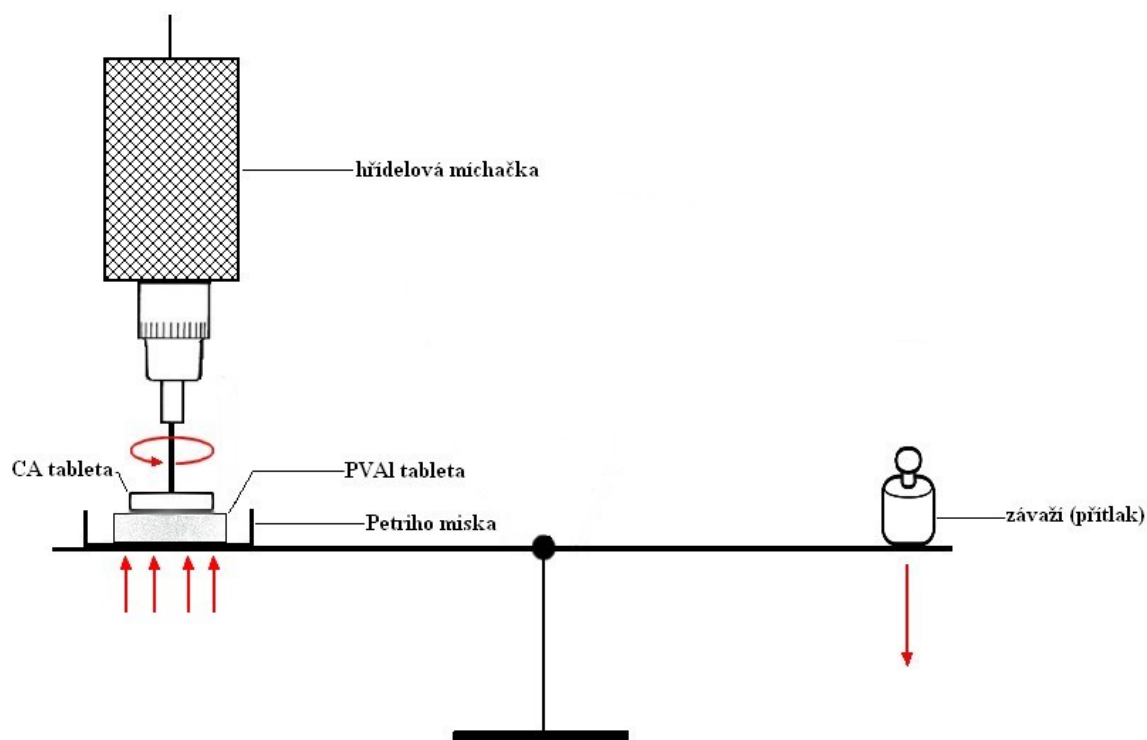 hřídelová míchačka
CA tableta
PVAl tableta
Petriho miska
závaží (přítlak)